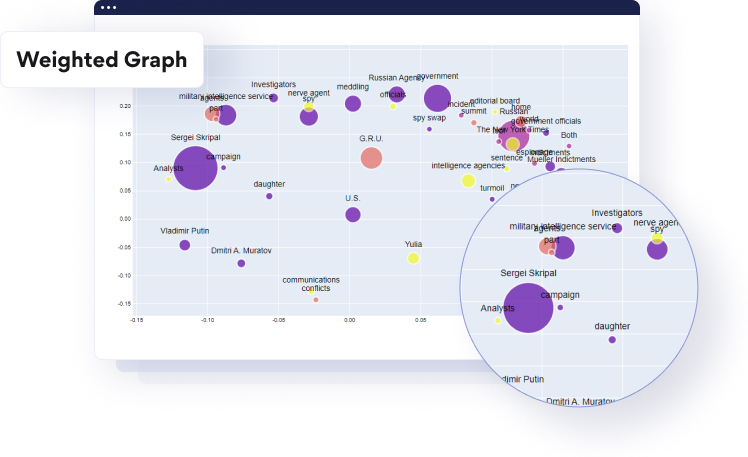 Weighted Graph
Russian Agency
government
Investigators
meddling
military intelligence service
agents
nerve agent
spy
officials
editorial board
incident
home
part
summit
Russian
world
government officials
spy swap
The New York Times
Both
Sergei Skripal
G.R.U.
espionage
sentence
Mueller Indictments
campaign
intelligence agencies
Analysts
daughter
turmoil
U.S.
Vladimir Putin
Yulia
Dmitri A. Muratov
communications
conflicts
0.20
0.15
0.10
0.05
0.00
-0.05
-0.10
-0.15
-0.15
-0.10
-0.05
0.00
0.05
Investigators
military intelligence service
nerve agen
agents
spy
part
Sergei Skripal
campaign
Analysts
daughter
dimir Putin
Dmitri A. Muratov